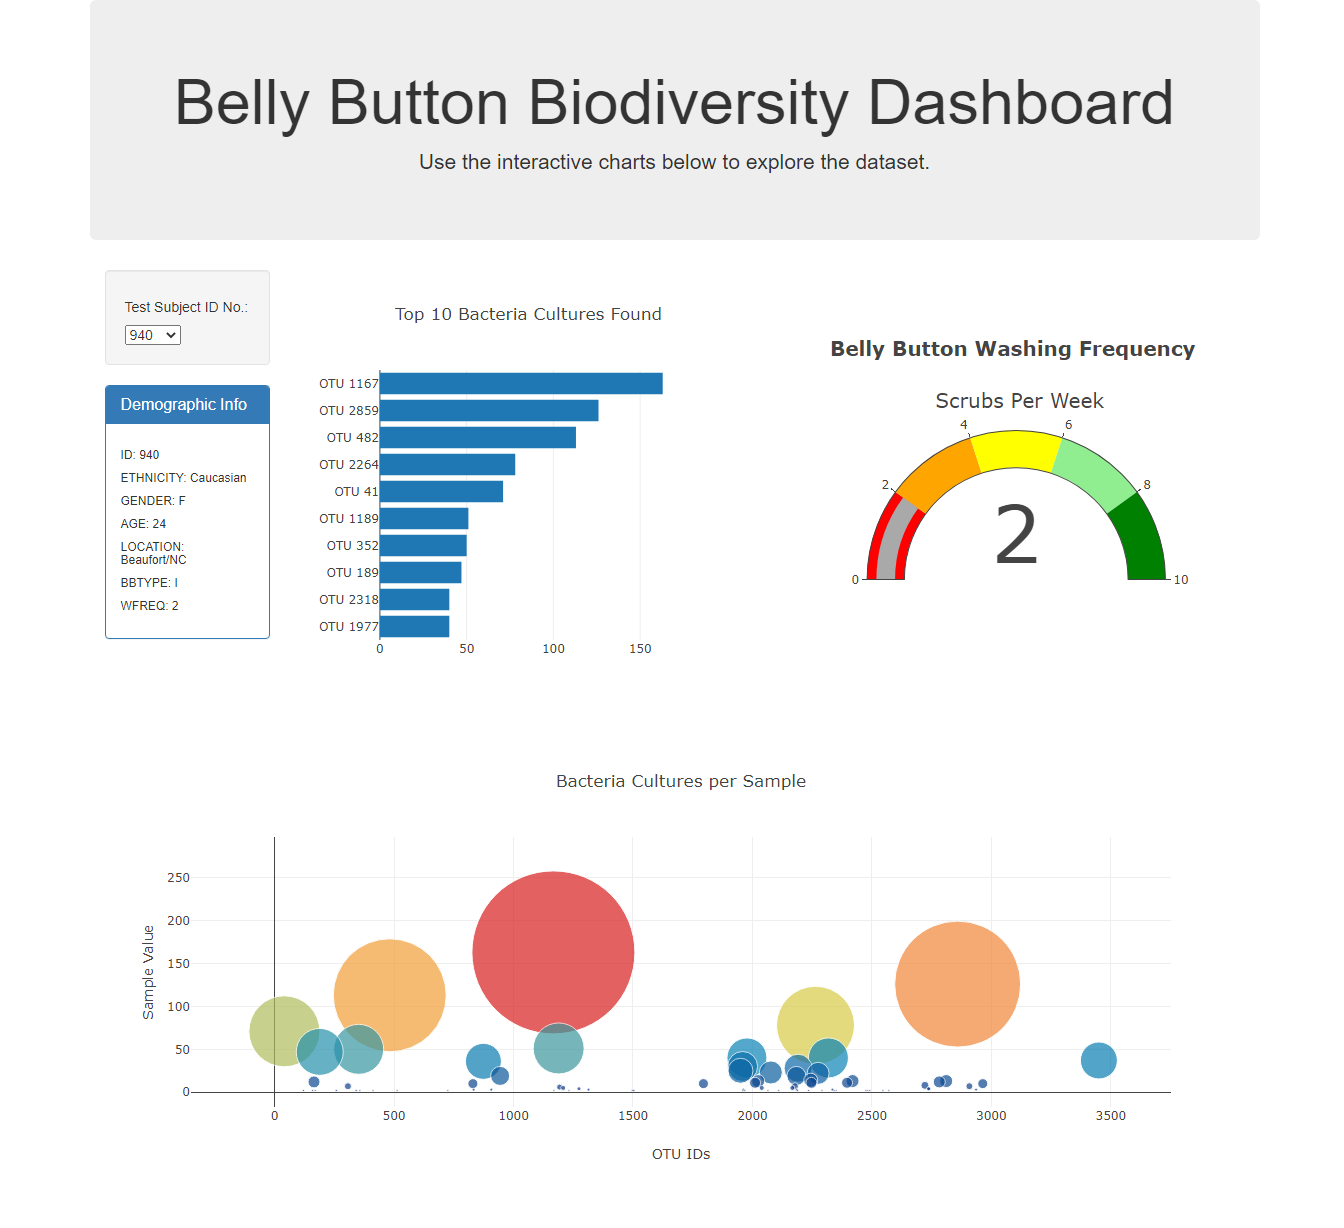 Belly Button Biodiversity Dashboard
Use the interactive charts below to explore the dataset.
Test Subject ID No.:
940
Demographic Info
ID: 940
ETHNICITY: Caucasian
GENDER: F
AGE: 24
LOCATION:
Beaufort/NC
BBTYPE: I
WFREQ: 2
Top 10 Bacteria Cultures Found
OTU 1167
OTU 2859
OTU 482
OTU 2264
OTU 41
OTU 1189
OTU 352
OTU 189
OTU 2318
OTU 1977
0 50 100 150
Belly Button Washing Frequency
Scrubs Per Week
4 6
2 8
2
0 10
Bacteria Cultures per Sample
Sample Value
250
200
150
100
50
0
0 500 1000 1500 2000 2500 3000 3500
OTU IDs